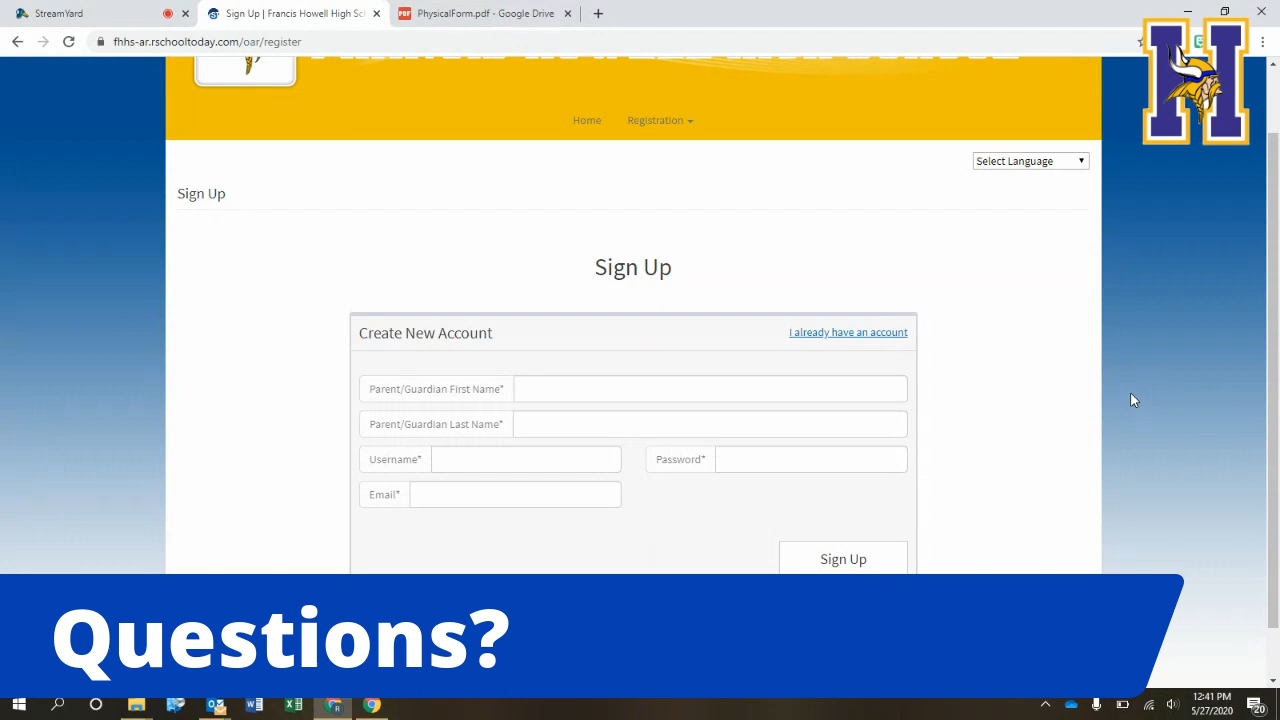 StreamYard
Sign Up | Francis Howell High Sc
PhysicalForm.pdf - Google Drive
fhhs-ar.rschooltoday.com/oar/register
H
Home
Registration
Select Language
Sign Up
Sign Up
Create New Account
I already have an account
Parent/Guardian First Name*
Parent/Guardian Last Name*
Username*
Password*
Email*
Sign Up
Questions?
12:41 PM
5/27/2020
20